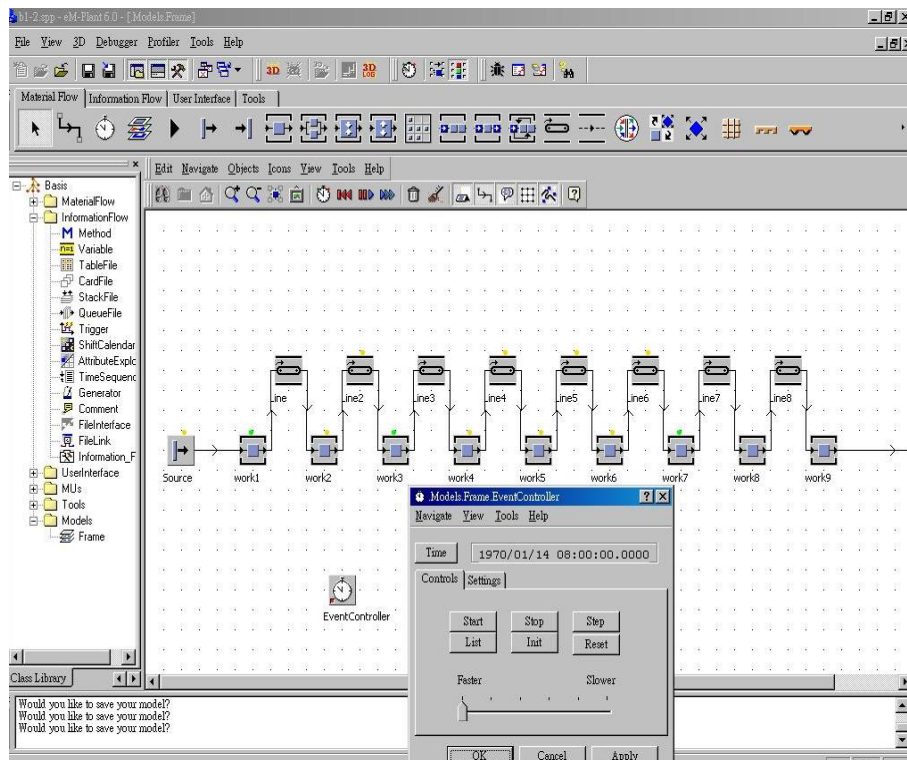 b1-2.spp - eM-Plant 6.0 - [.Models.Frame]
File View 3D Debugger Profiler Tools Help
3D 3D LOG
Material Flow Information Flow User Interface Tools
Edit Navigate Objects Icons View Tools Help
Basis
MaterialFlow
InformationFlow
M Method
n=1 Variable
TableFile
CardFile
StackFile
QueueFile
Trigger
ShiftCalendar
AttributeExplc
TimeSequenc
Generator
Comment
FileInterface
FileLink
Information_F
UserInterface
MUs
Tools
Models
Frame
Class Library
Line Line2 Line3 Line4 Line5 Line6 Line7 Line8
Source work1 work2 work3 work4 work5 work6 work7 work8 work9
EventController
.Models.Frame.EventController
Navigate View Tools Help
Time 1970/01/14 08:00:00.0000
Controls Settings
Start Stop Step
List Init Reset
Faster Slower
OK Cancel Apply
Would you like to save your model?
Would you like to save your model?
Would you like to save your model?